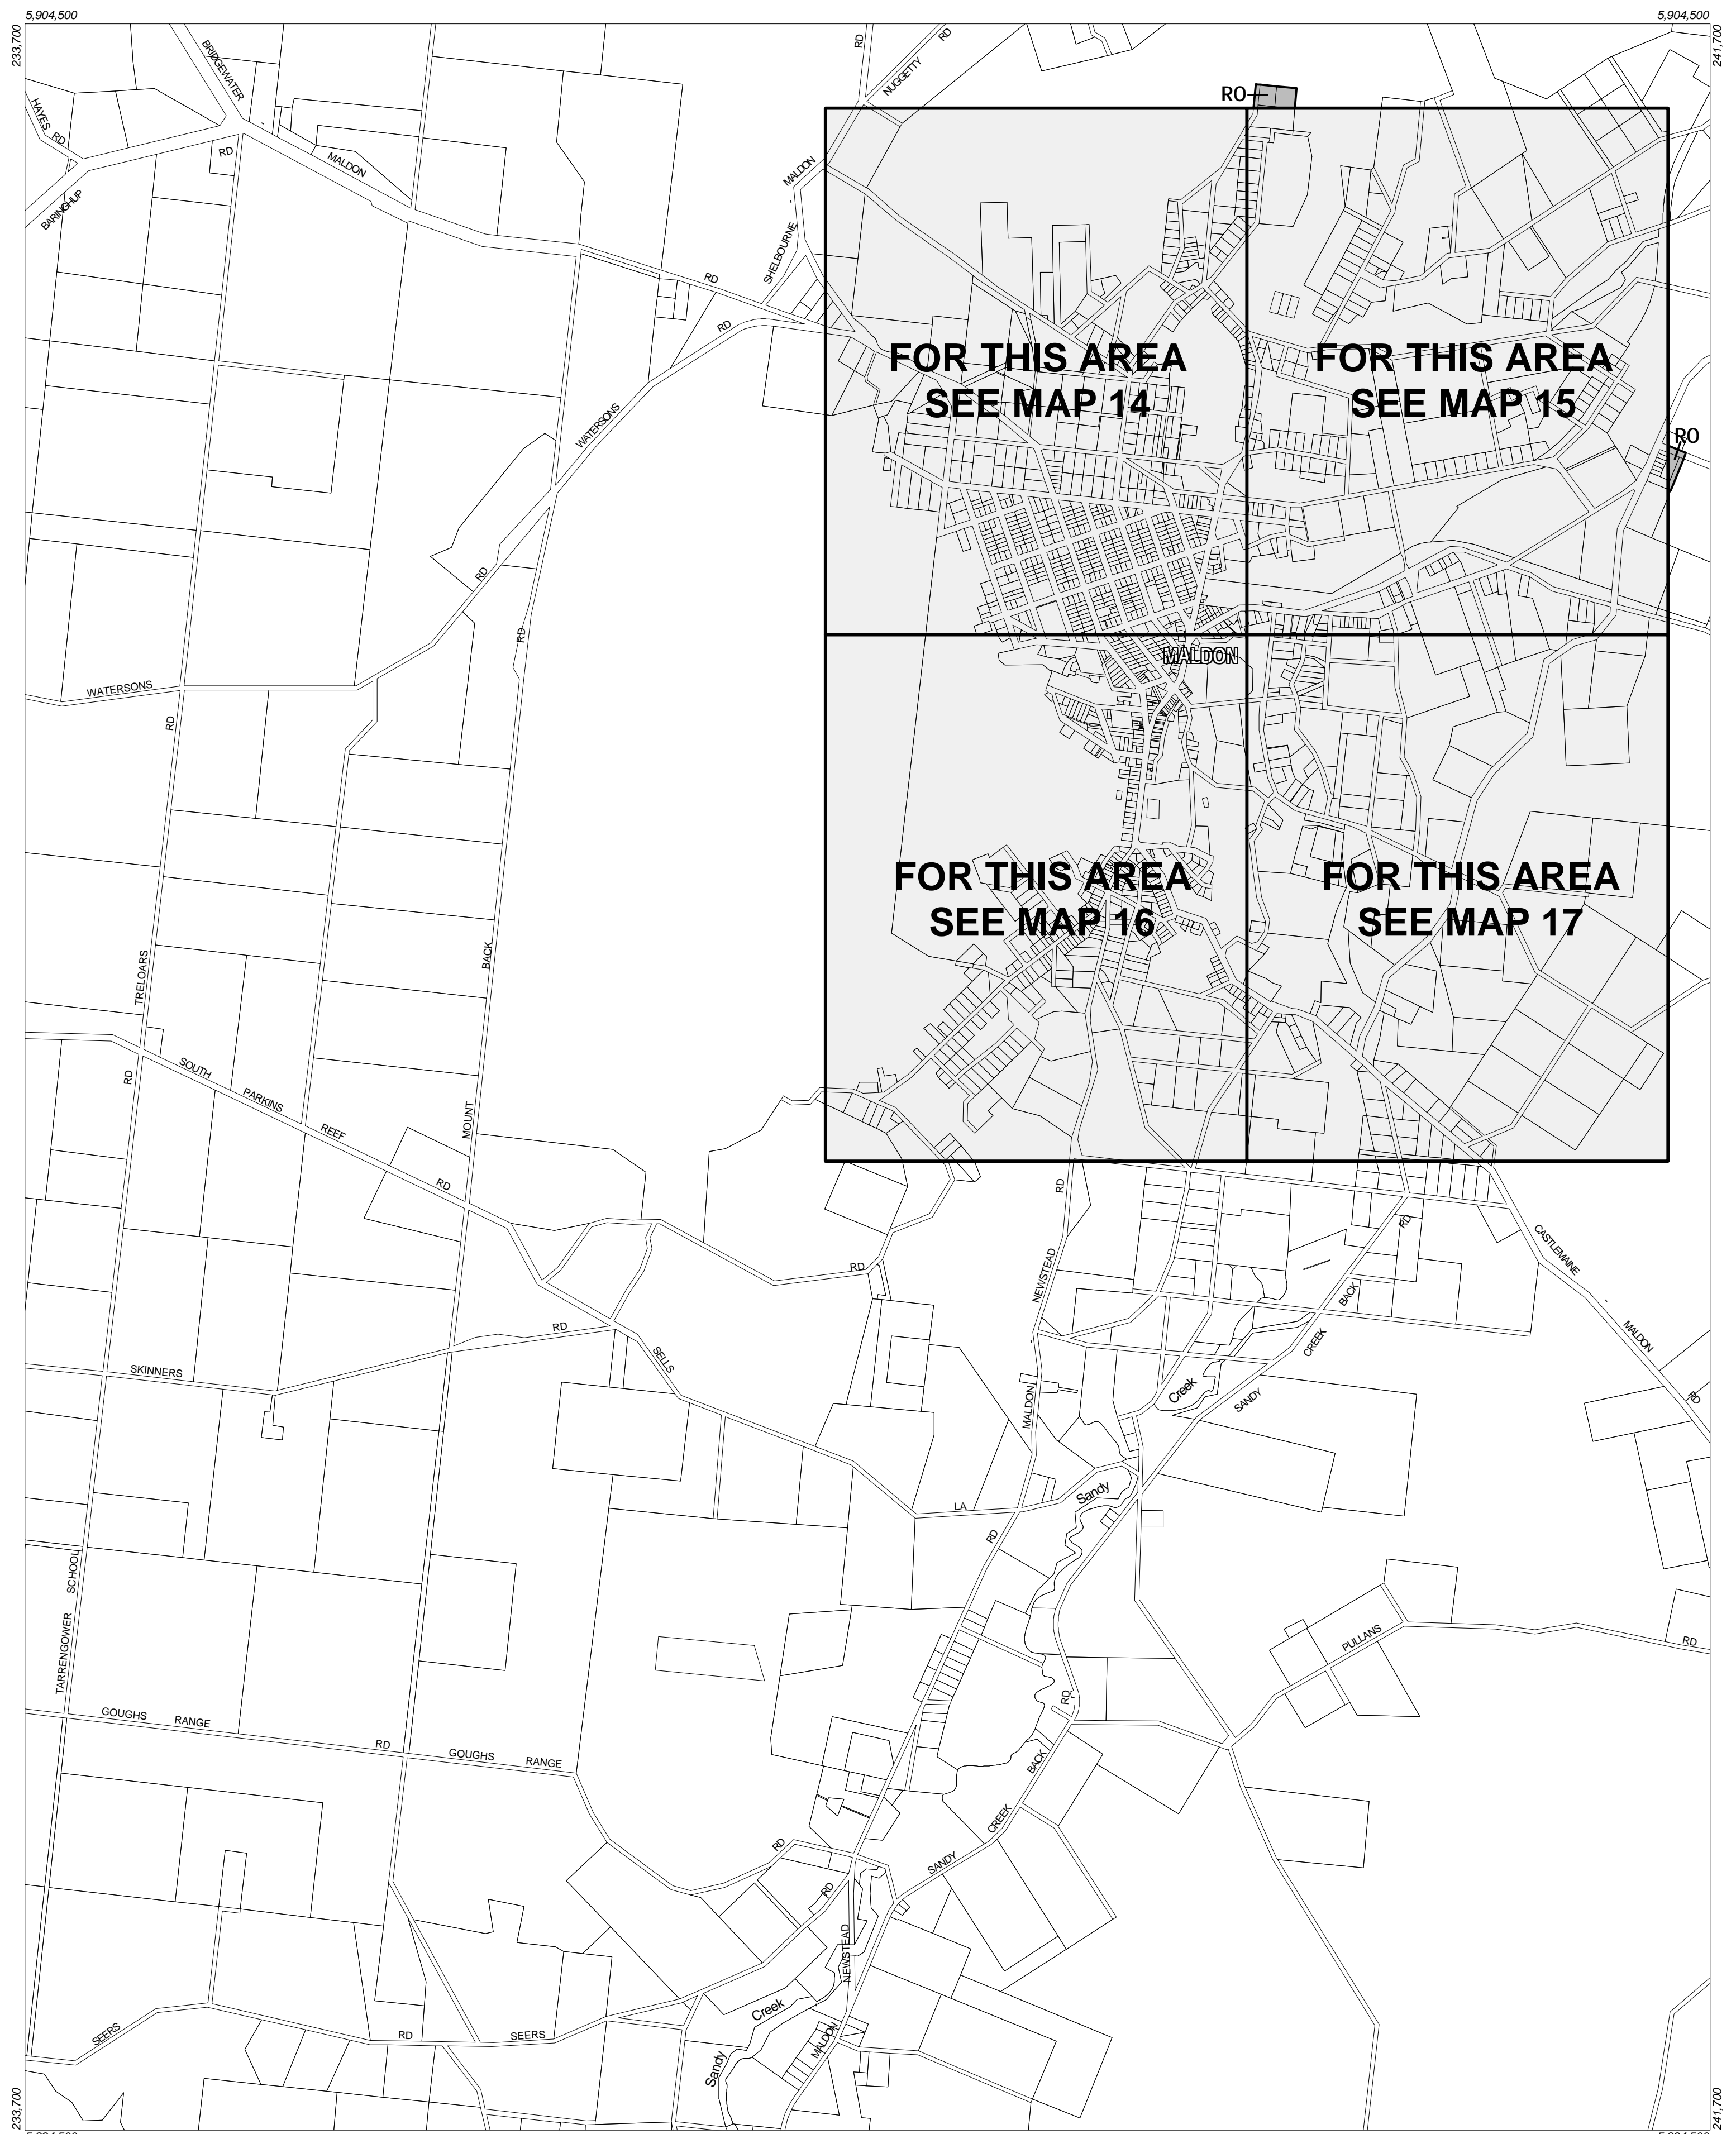 5,904,500
5,904,500
233,700
241,700
BRIDGEWATER
-
MALDON
RD
HAYES
RD
RD
BARINGHUP
RD
NUGGETTY
RD
MALDON
-
SHELBOURNE
RD
RD
WATERSONS
RD
RD
WATERSONS
RD
RO
RO
FOR THIS AREA
SEE MAP 14
FOR THIS AREA
SEE MAP 15
MALDON
FOR THIS AREA
SEE MAP 16
FOR THIS AREA
SEE MAP 17
TRELOARS
RD
BACK
MOUNT
SOUTH
PARKINS
REEF
RD
RD
RD
NEWSTEAD
-
MALDON
RD
RD
BACK
CREEK
SANDY
CASTLEMAINE
-
MALDON
RD
SKINNERS
RD
SELLS
LA
Creek
Sandy
RD
TARRENGOWER
SCHOOL
PULLANS
RD
GOUGHS
RANGE
RD
GOUGHS
RANGE
RD
BACK
CREEK
SANDY
RD
RD
NEWSTEAD
MALDON
Creek
Sandy
SEERS
RD
SEERS
233,700
241,700